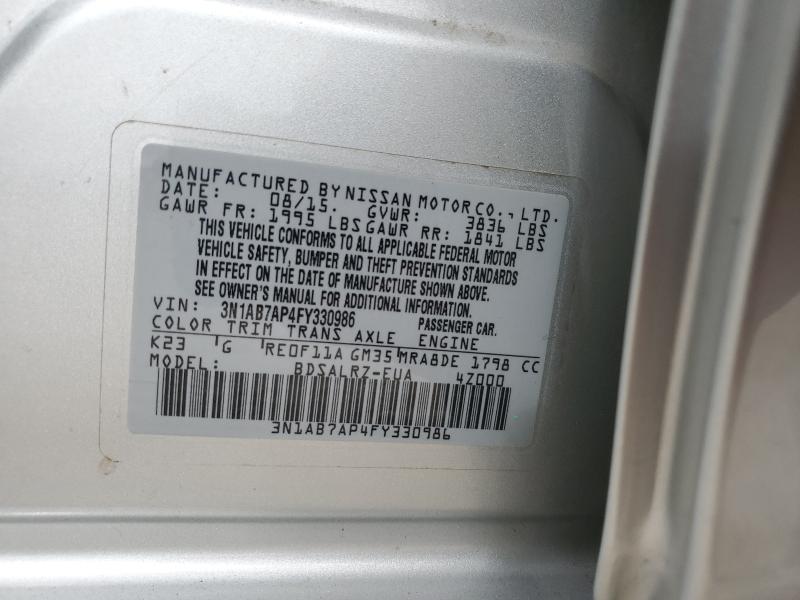 MANUFACTURED BY NISSAN MOTOR CO., LTD.
DATE: 08/15. GVWR: 3836 LBS
GAWR FR: 1995 LBS GAWR RR: 1841 LBS
THIS VEHICLE CONFORMS TO ALL APPLICABLE FEDERAL MOTOR
VEHICLE SAFETY, BUMPER AND THEFT PREVENTION STANDARDS
IN EFFECT ON THE DATE OF MANUFACTURE SHOWN ABOVE.
SEE OWNER'S MANUAL FOR ADDITIONAL INFORMATION.
VIN: 3N1AB7AP4FY330986 PASSENGER CAR.
COLOR TRIM TRANS AXLE ENGINE
K23 G RE0F11A GM35 MRA8DE 1798 CC
MODEL: BDSALRZ-EUA 4Z000
3N1AB7AP4FY330986